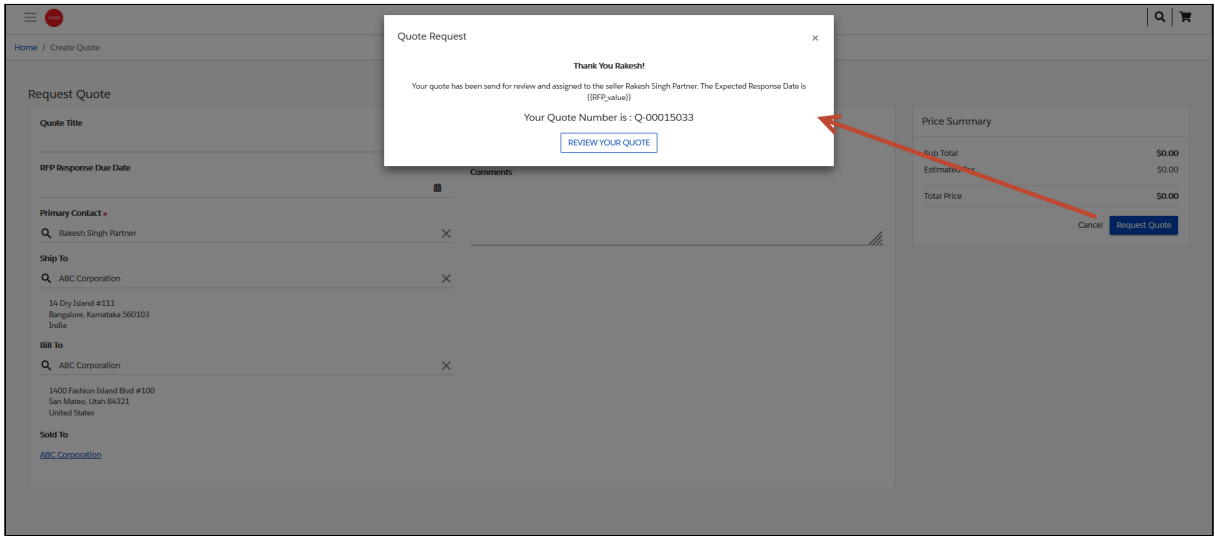 Home / Create Quote
Quote Request
×
Thank You Rakesh!
Your quote has been send for review and assigned to the seller Rakesh Singh Partner. The Expected Response Date is
{{RFP_value}}
Your Quote Number is : Q-00015033
REVIEW YOUR QUOTE
Request Quote
Quote Title
RFP Response Due Date
Primary Contact *
Rakesh Singh Partner
Ship To
ABC Corporation
14 Dry Island #111
Bangalore, Karnataka 560103
India
Bill To
ABC Corporation
1400 Fashion Island Blvd #100
San Mateo, Utah 84321
United States
Sold To
ABC Corporation
Comments
Price Summary
Sub Total $0.00
Estimated Tax $0.00
Total Price $0.00
Cancel Request Quote